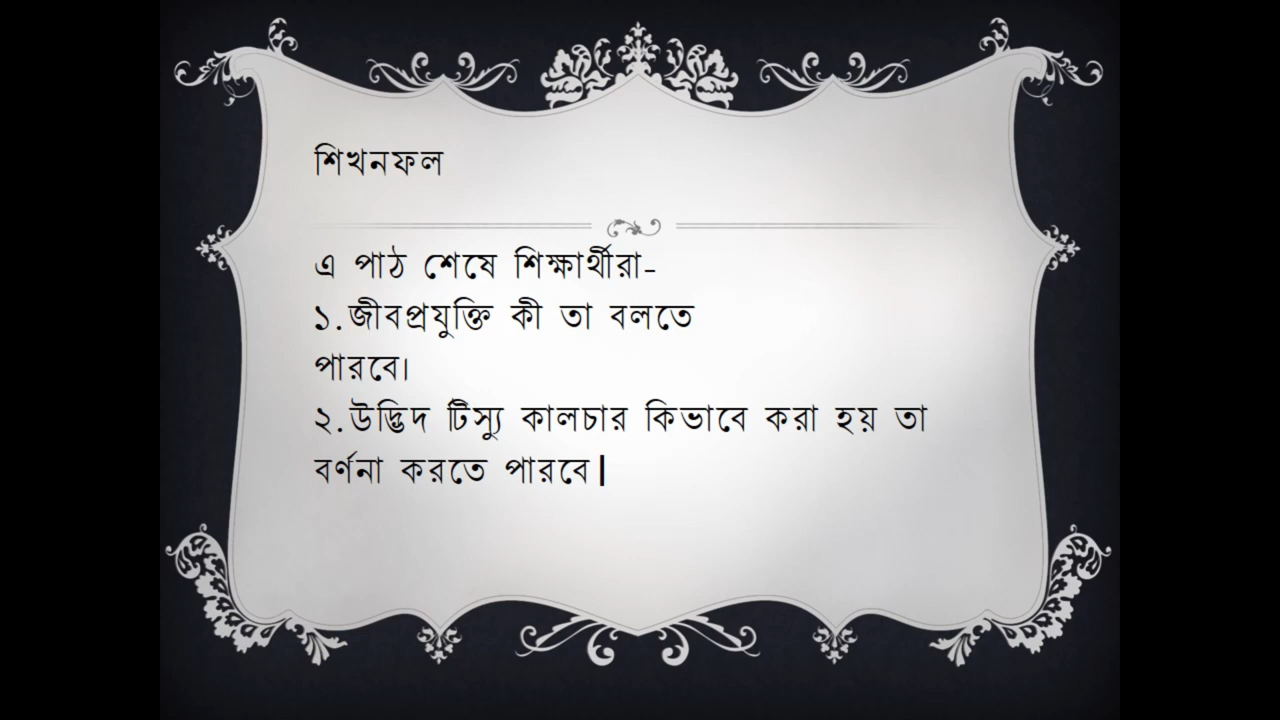 শিখনফল
এ পাঠ শেষে শিক্ষার্থীরা-
১.জীবপ্রযুক্তি কী তা বলতে
পারবে।
২.উদ্ভিদ টিস্যু কালচার কিভাবে করা হয় তা
বর্ণনা করতে পারবে|